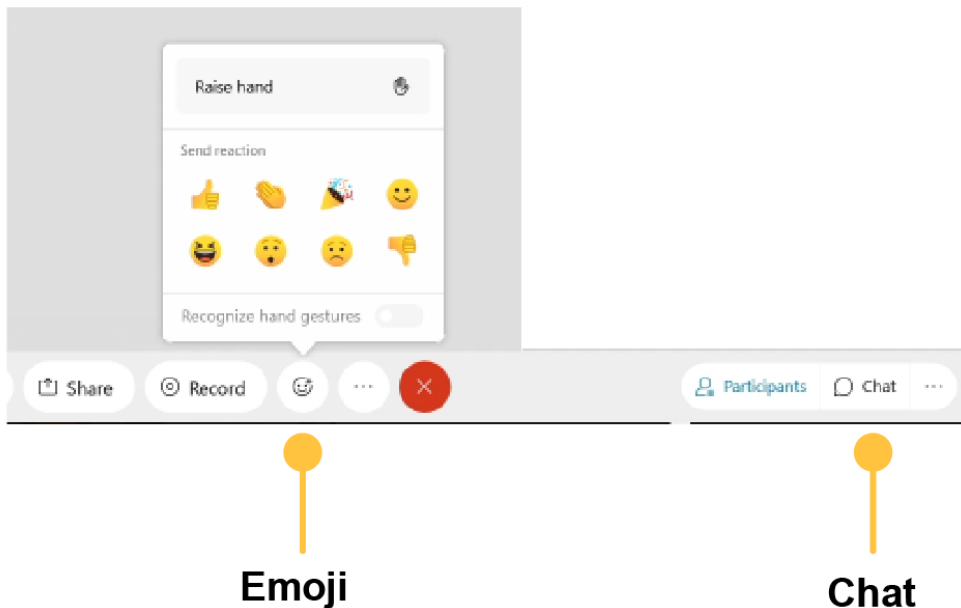 Raise hand
Send reaction
Recognize hand gestures
Share
Record
Participants
Chat
Emoji
Chat